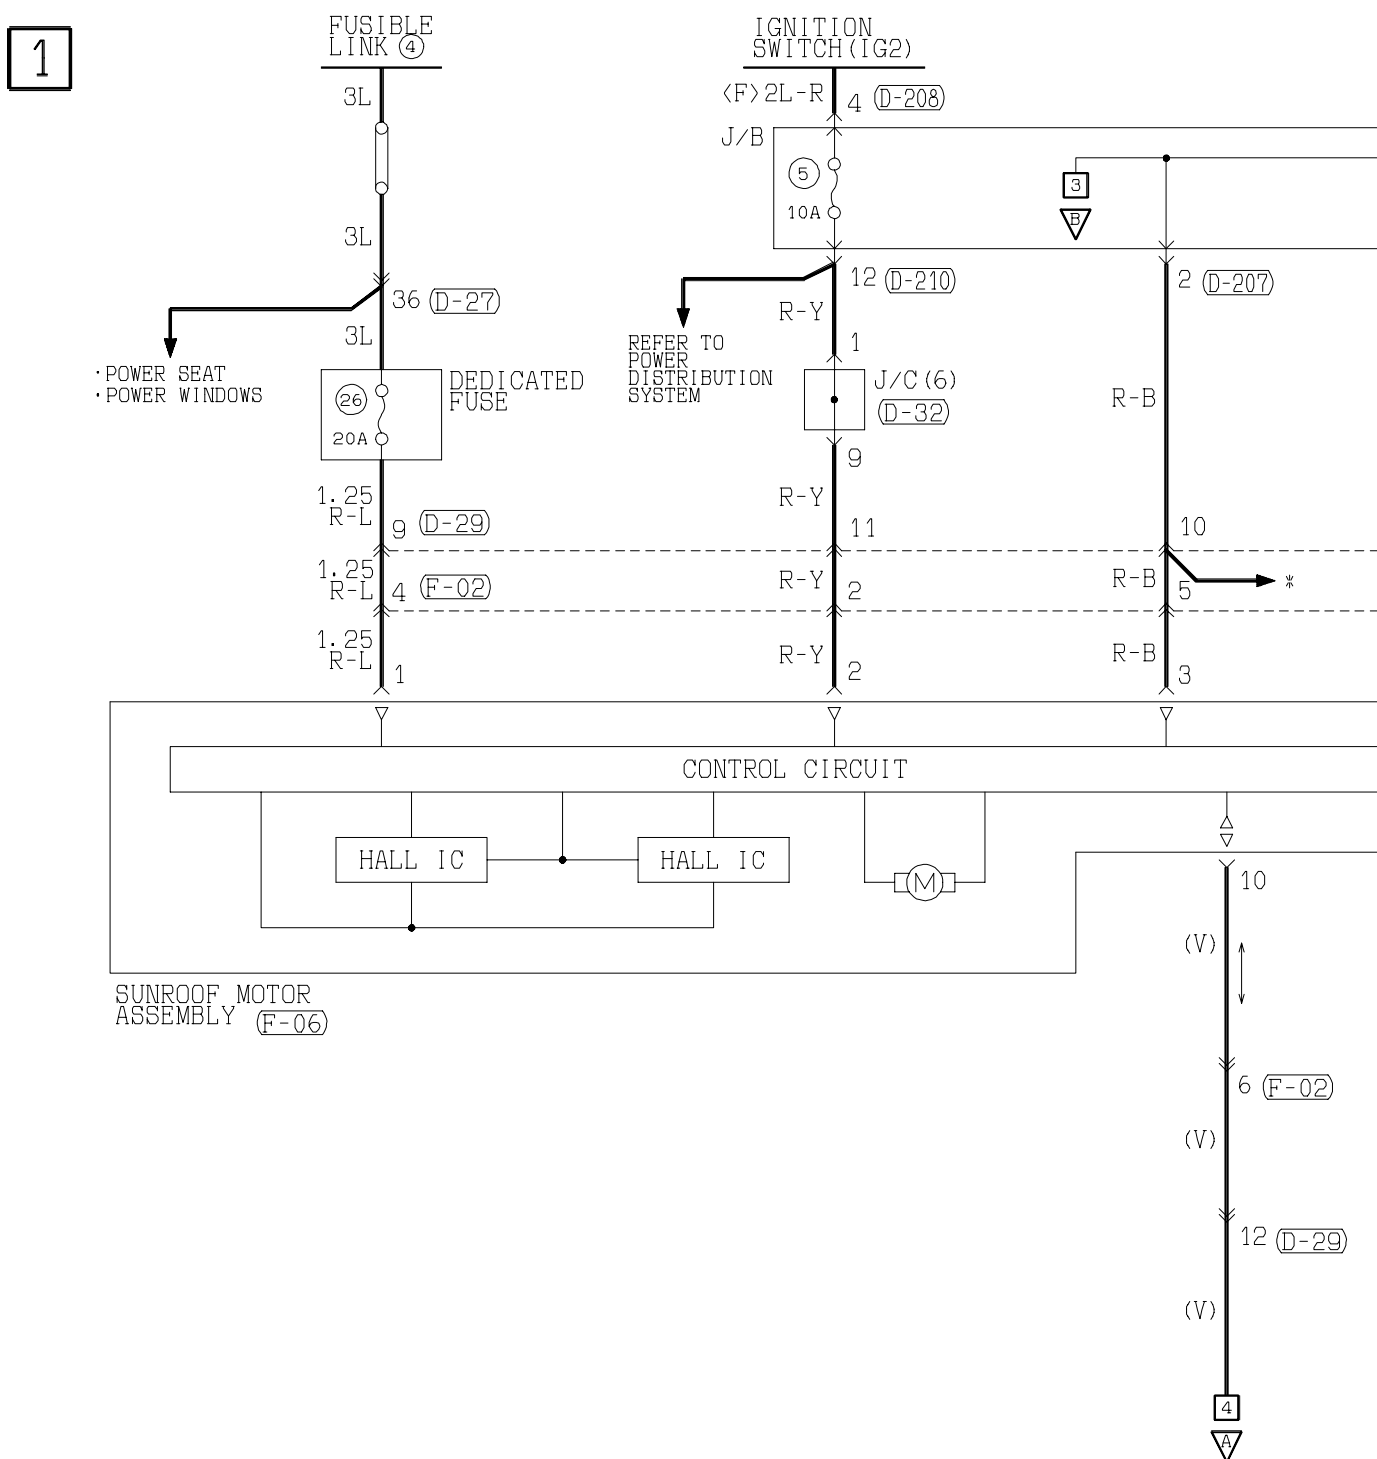 1
FUSIBLE
LINK ④
IGNITION
SWITCH(IG2)
3L
<F>2L-R
4 D-208
J/B
5
10A
3
B
3L
36 D-27
12 D-210
2 D-207
R-Y
3L
REFER TO
POWER
DISTRIBUTION
SYSTEM
1
·POWER SEAT
·POWER WINDOWS
26
20A
DEDICATED
FUSE
J/C(6)
D-32
R-B
9
1.25
R-L
9 D-29
R-Y
11
10
1.25
R-L
4 F-02
R-Y
2
R-B
5
*
1.25
R-L
1
R-Y
2
R-B
3
CONTROL CIRCUIT
HALL IC
HALL IC
M
10
(V)
SUNROOF MOTOR
ASSEMBLY F-06
6 F-02
(V)
12 D-29
(V)
4
A